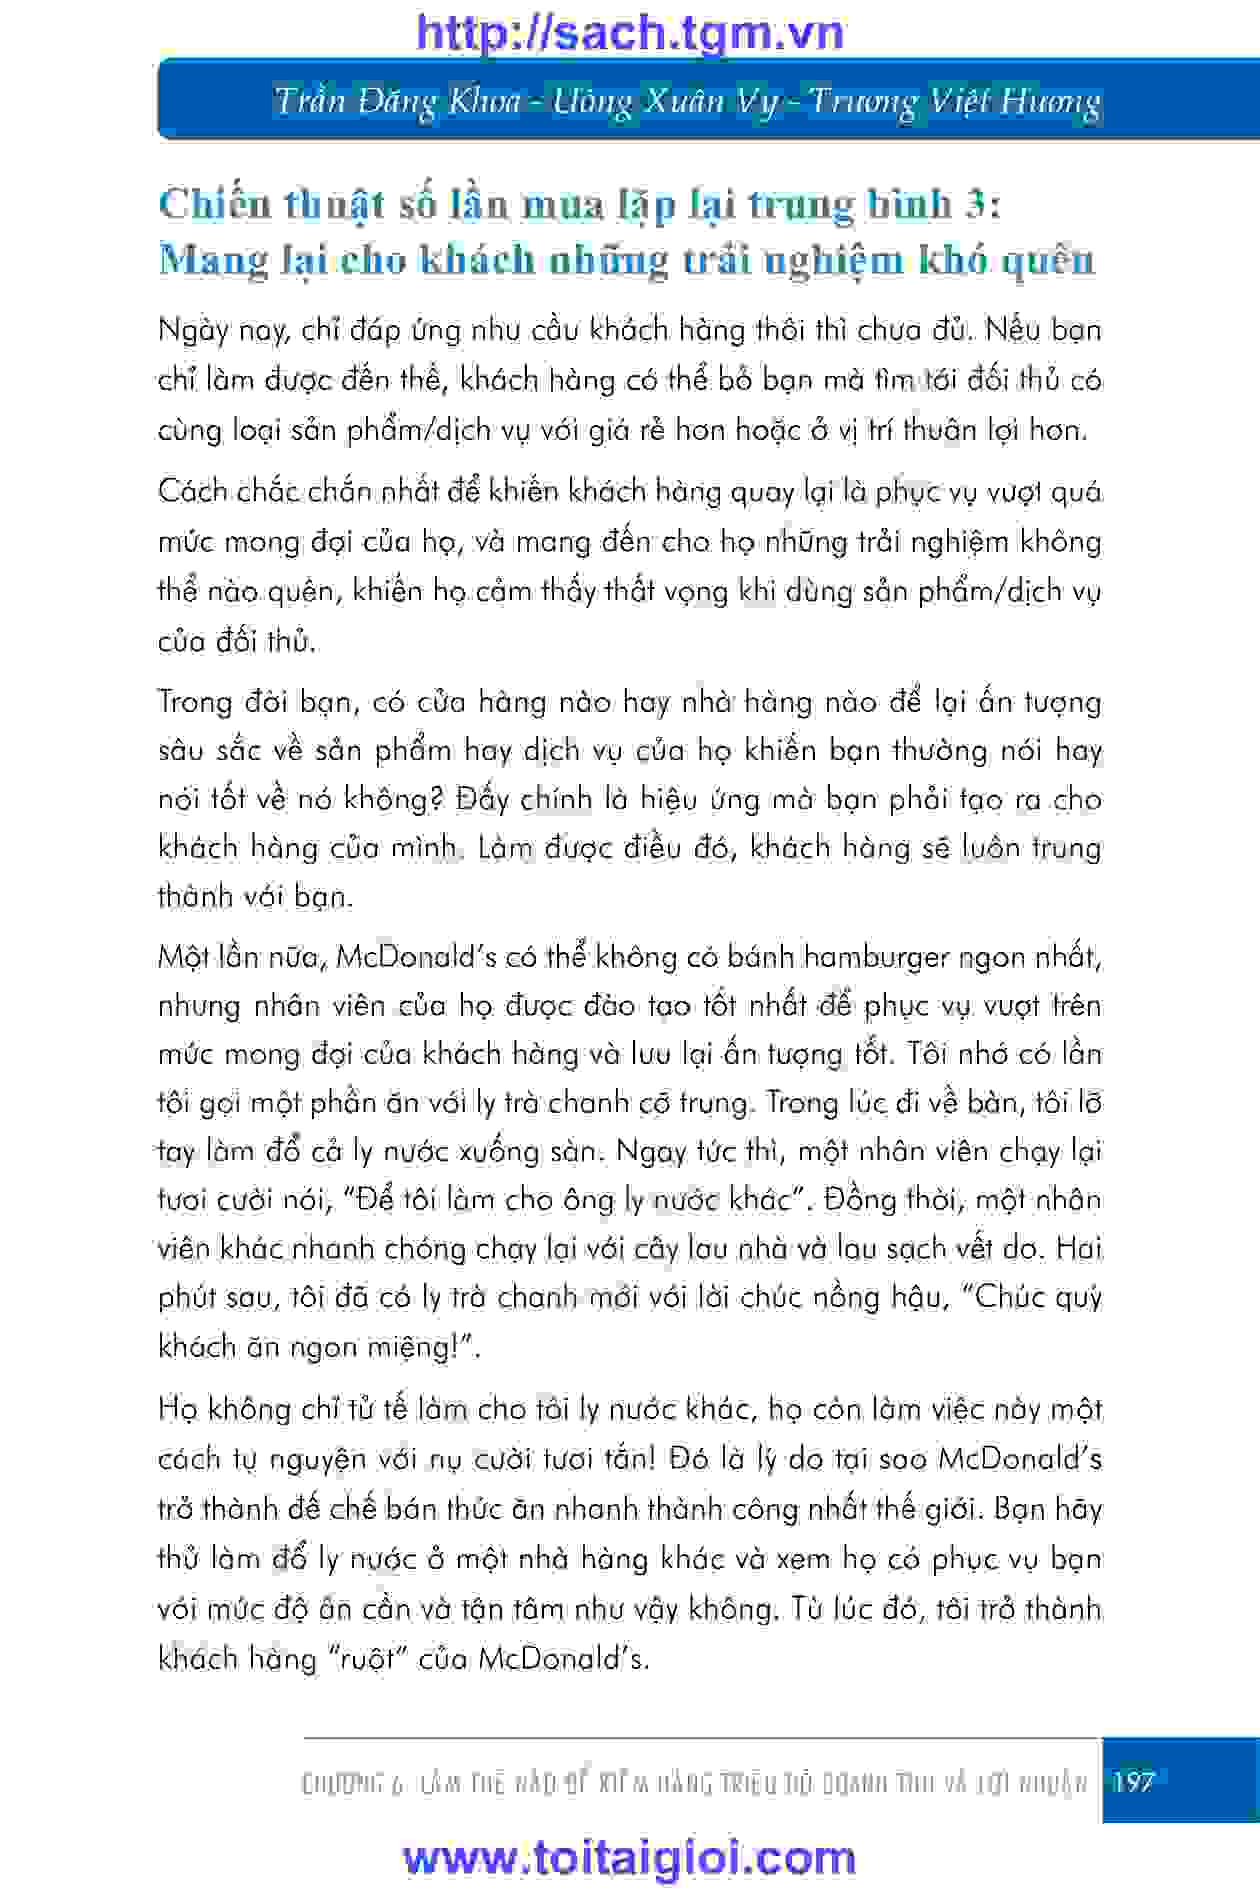 http://sach.tgm.vn
Trần Đăng Khoa - Uông Xuân Vy - Trương Việt Hương
Chiến thuật số lần mua lặp lại trung bình 3:
Mang lại cho khách những trải nghiệm khó quên
Ngày nay, chỉ đáp ứng nhu cầu khách hàng thôi thì chưa đủ. Nếu bạn
chỉ làm được đến thế, khách hàng có thể bỏ bạn mà tìm tới đối thủ có
cùng loại sản phẩm/dịch vụ với giá rẻ hơn hoặc ở vị trí thuận lợi hơn.
Cách chắc chắn nhất để khiến khách hàng quay lại là phục vụ vượt quá
mức mong đợi của họ, và mang đến cho họ những trải nghiệm không
thể nào quên, khiến họ cảm thấy thất vọng khi dùng sản phẩm/dịch vụ
của đối thủ.
Trong đời bạn, có cửa hàng nào hay nhà hàng nào để lại ấn tượng
sâu sắc về sản phẩm hay dịch vụ của họ khiến bạn thường nói hay
nói tốt về nó không? Đấy chính là hiệu ứng mà bạn phải tạo ra cho
khách hàng của mình. Làm được điều đó, khách hàng sẽ luôn trung
thành với bạn.
Một lần nữa, McDonald’s có thể không có bánh hamburger ngon nhất,
nhưng nhân viên của họ được đào tạo tốt nhất để phục vụ vượt trên
mức mong đợi của khách hàng và lưu lại ấn tượng tốt. Tôi nhớ có lần
tôi gọi một phần ăn với ly trà chanh cỡ trung. Trong lúc đi về bàn, tôi lỡ
tay làm đổ cả ly nước xuống sàn. Ngay tức thì, một nhân viên chạy lại
tươi cười nói, “Để tôi làm cho ông ly nước khác”. Đồng thời, một nhân
viên khác nhanh chóng chạy lại với cây lau nhà và lau sạch vết dơ. Hai
phút sau, tôi đã có ly trà chanh mới với lời chúc nồng hậu, “Chúc quý
khách ăn ngon miệng!”.
Họ không chỉ tử tế làm cho tôi ly nước khác, họ còn làm việc này một
cách tự nguyện với nụ cười tươi tắn! Đó là lý do tại sao McDonald’s
trở thành đế chế bán thức ăn nhanh thành công nhất thế giới. Bạn hãy
thử làm đổ ly nước ở một nhà hàng khác và xem họ có phục vụ bạn
với mức độ ân cần và tận tâm như vậy không. Từ lúc đó, tôi trở thành
khách hàng “ruột” của McDonald’s.
CHƯƠNG 6: LÀM THẾ NÀO ĐỂ KIẾM HÀNG TRIỆU ĐÔ DOANH THU VÀ LỢI NHUẬN 197
www.toitaigioi.com